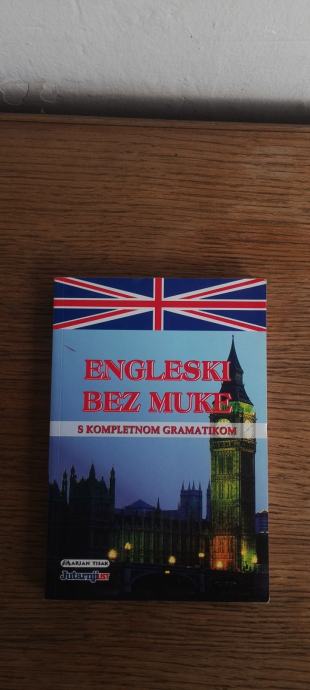 ENGLESKI
BEZ MUKE
S KOMPLETNOM GRAMATIKOM
MARJAN TISAK
Jutarnji LIST